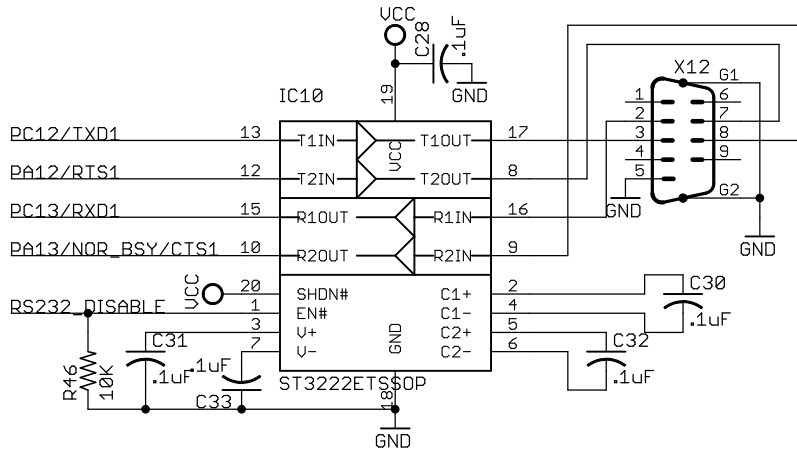 VCC
C28
.1uF
GND
19
IC10
X12
G1
1
6
2
7
3
8
4
9
5
G2
GND
GND
PC12/TXD1
13
T1IN
VCC
T1OUT
17
PA12/RTS1
12
T2IN
T2OUT
8
PC13/RXD1
15
R1OUT
R1IN
16
PA13/NOR_BSY/CTS1
10
R2OUT
R2IN
9
VCC
20
SHDN#
C1+
2
C30
.1uF
RS232_DISABLE
1
EN#
C1-
4
3
V+
C2+
5
7
V-
GND
C2-
6
C31
.1uF
.1uF
C32
.1uF
R46
10K
C33
ST3222ETSSOP
18
GND